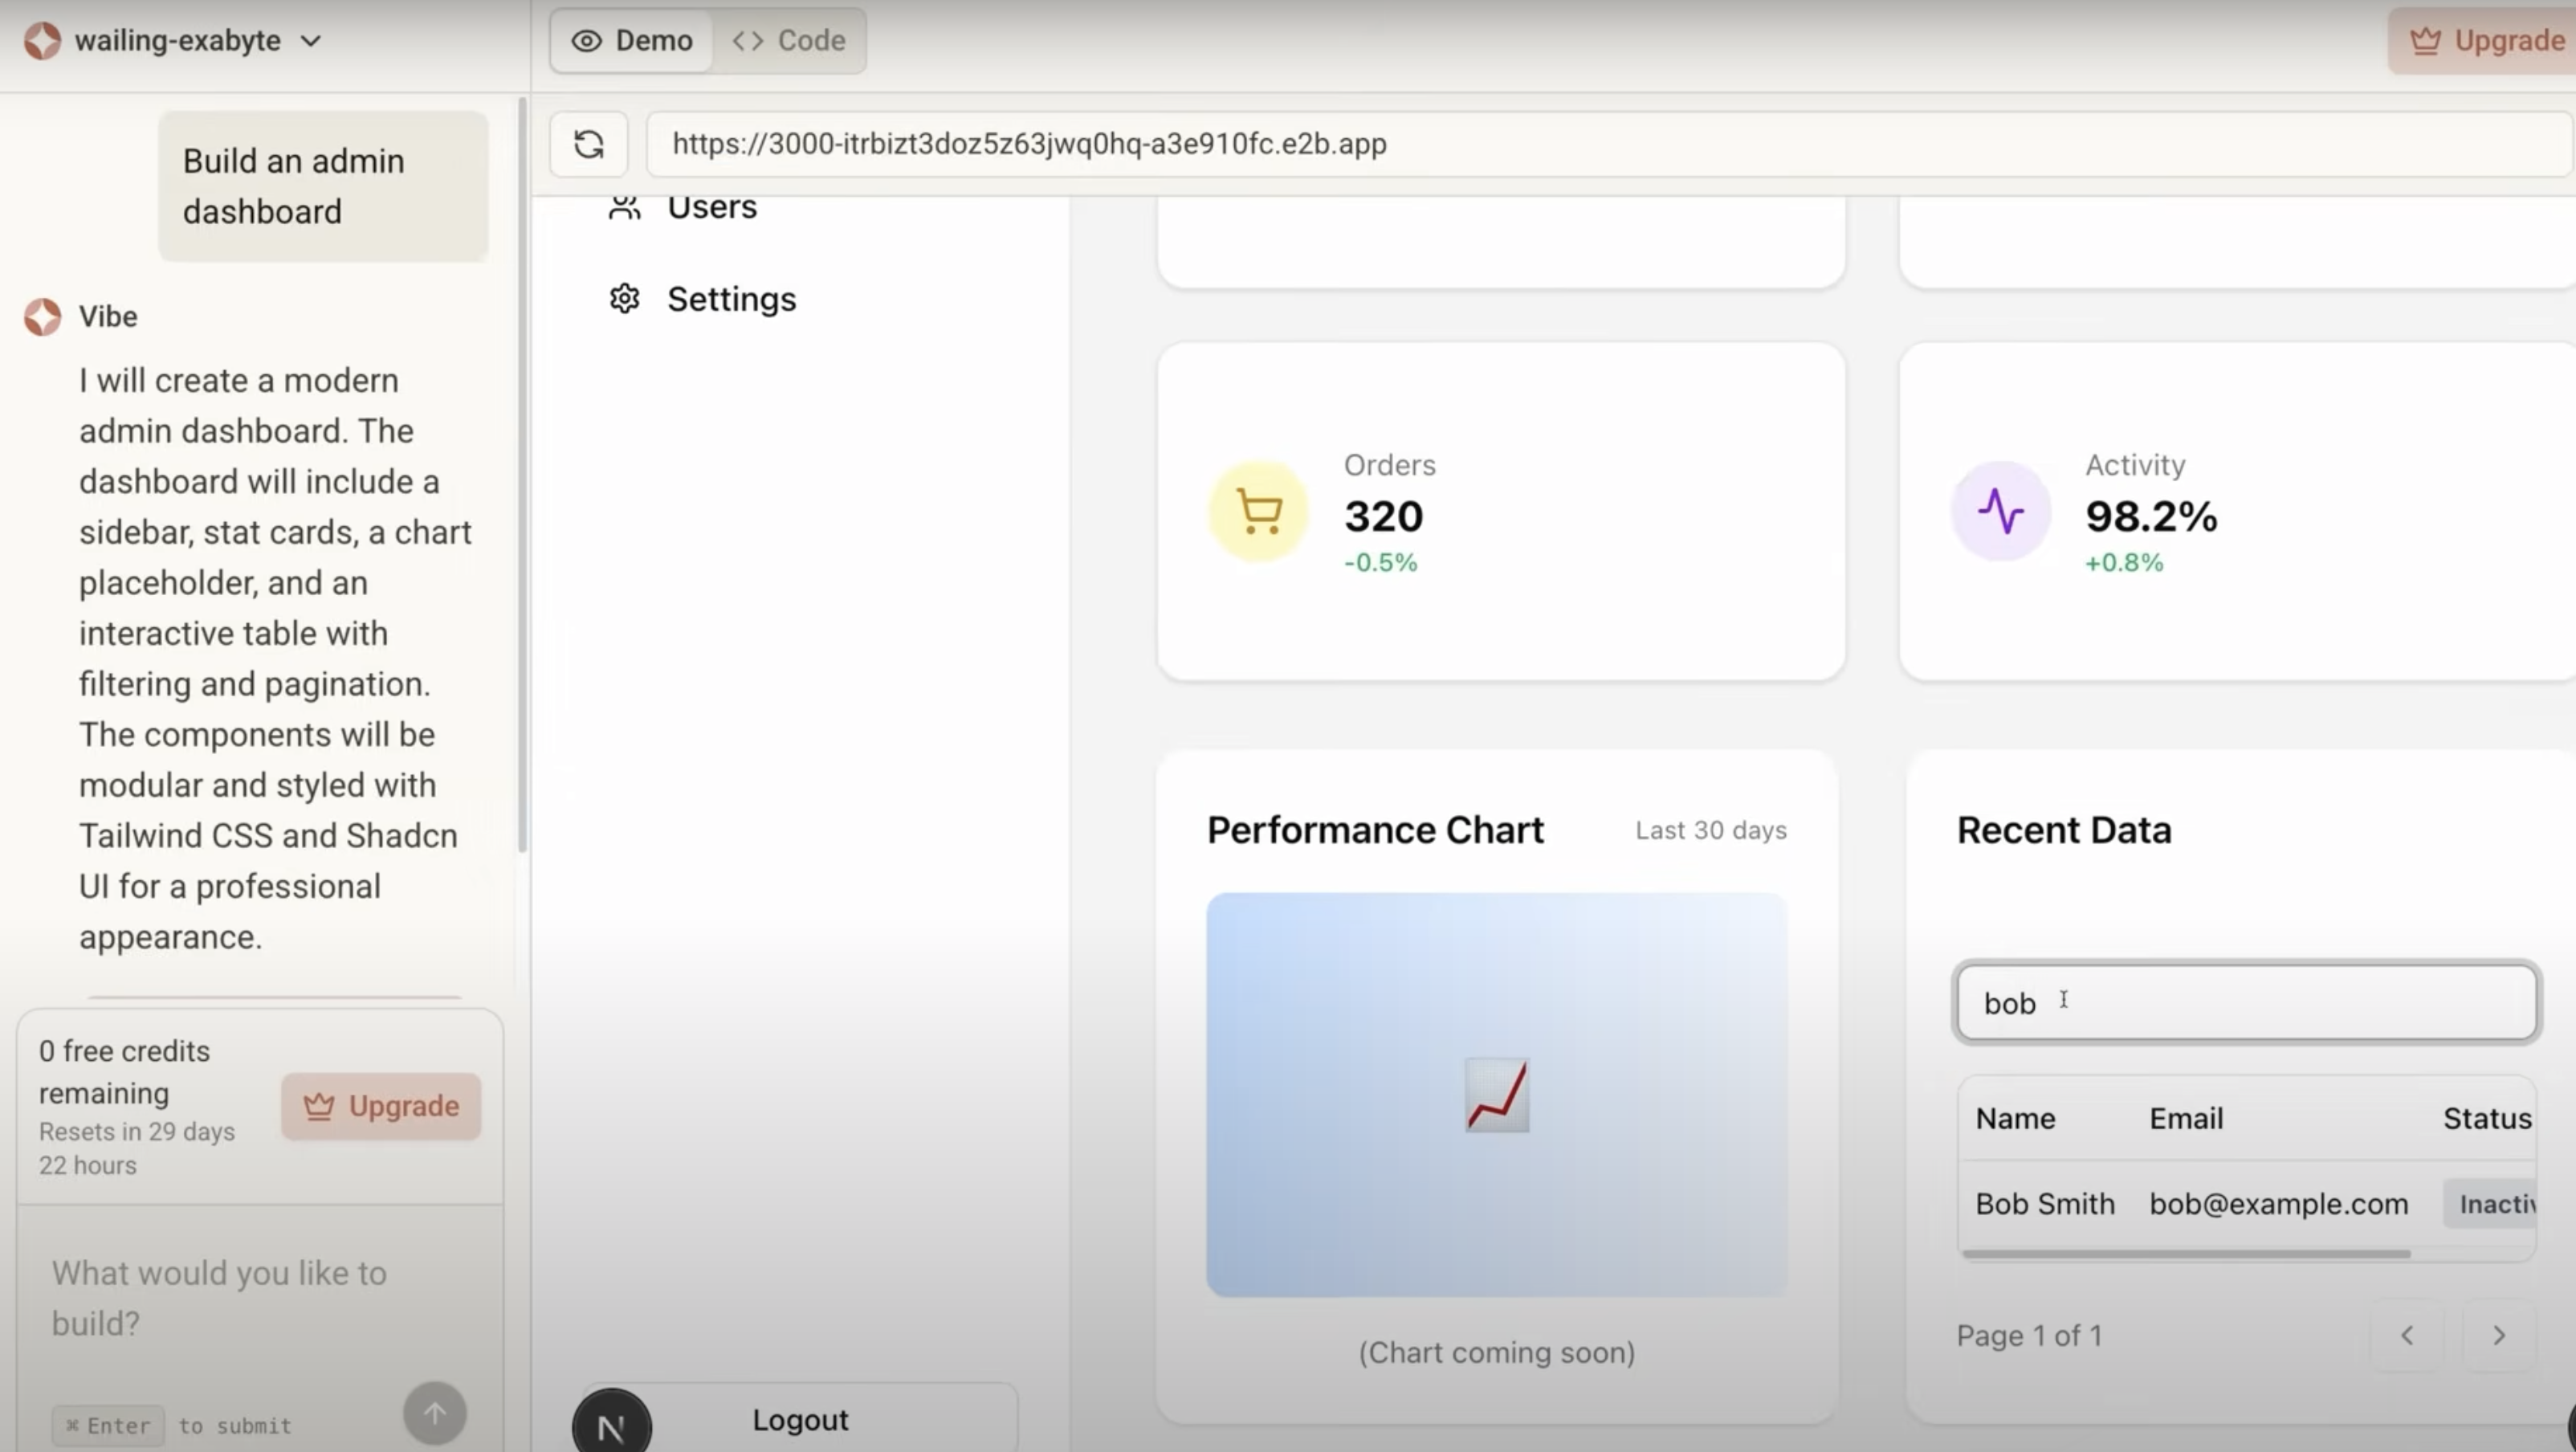 wailing-exabyte
Demo
Code
Upgrade
https://3000-itrbizt3doz5z63jwq0hq-a3e910fc.e2b.app
Build an admin
dashboard
Vibe
I will create a modern
admin dashboard. The
dashboard will include a
sidebar, stat cards, a chart
placeholder, and an
interactive table with
filtering and pagination.
The components will be
modular and styled with
Tailwind CSS and Shadcn
UI for a professional
appearance.
0 free credits
remaining
Resets in 29 days
22 hours
Upgrade
What would you like to
build?
⌘ Enter to submit
Users
Settings
Logout
N
Orders
320
-0.5%
Activity
98.2%
+0.8%
Performance Chart
Last 30 days
(Chart coming soon)
Recent Data
bob
Name Email Status
Bob Smith bob@example.com Inactiv
Page 1 of 1